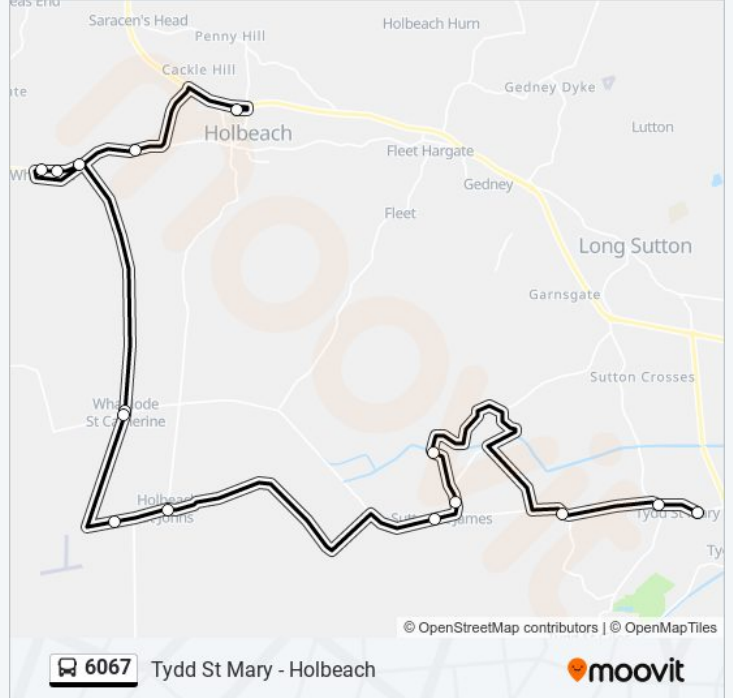 Saracen's Head
Penny Hill
Holbeach Hurn
Cackle Hill
Gedney Dyke
Lutton
Holbeach
Fleet Hargate
Gedney
Fleet
Long Sutton
Garnsgate
Sutton Crosses
St
© OpenStreetMap contributors | © OpenMapTiles
6067 Tydd St Mary - Holbeach
moovit